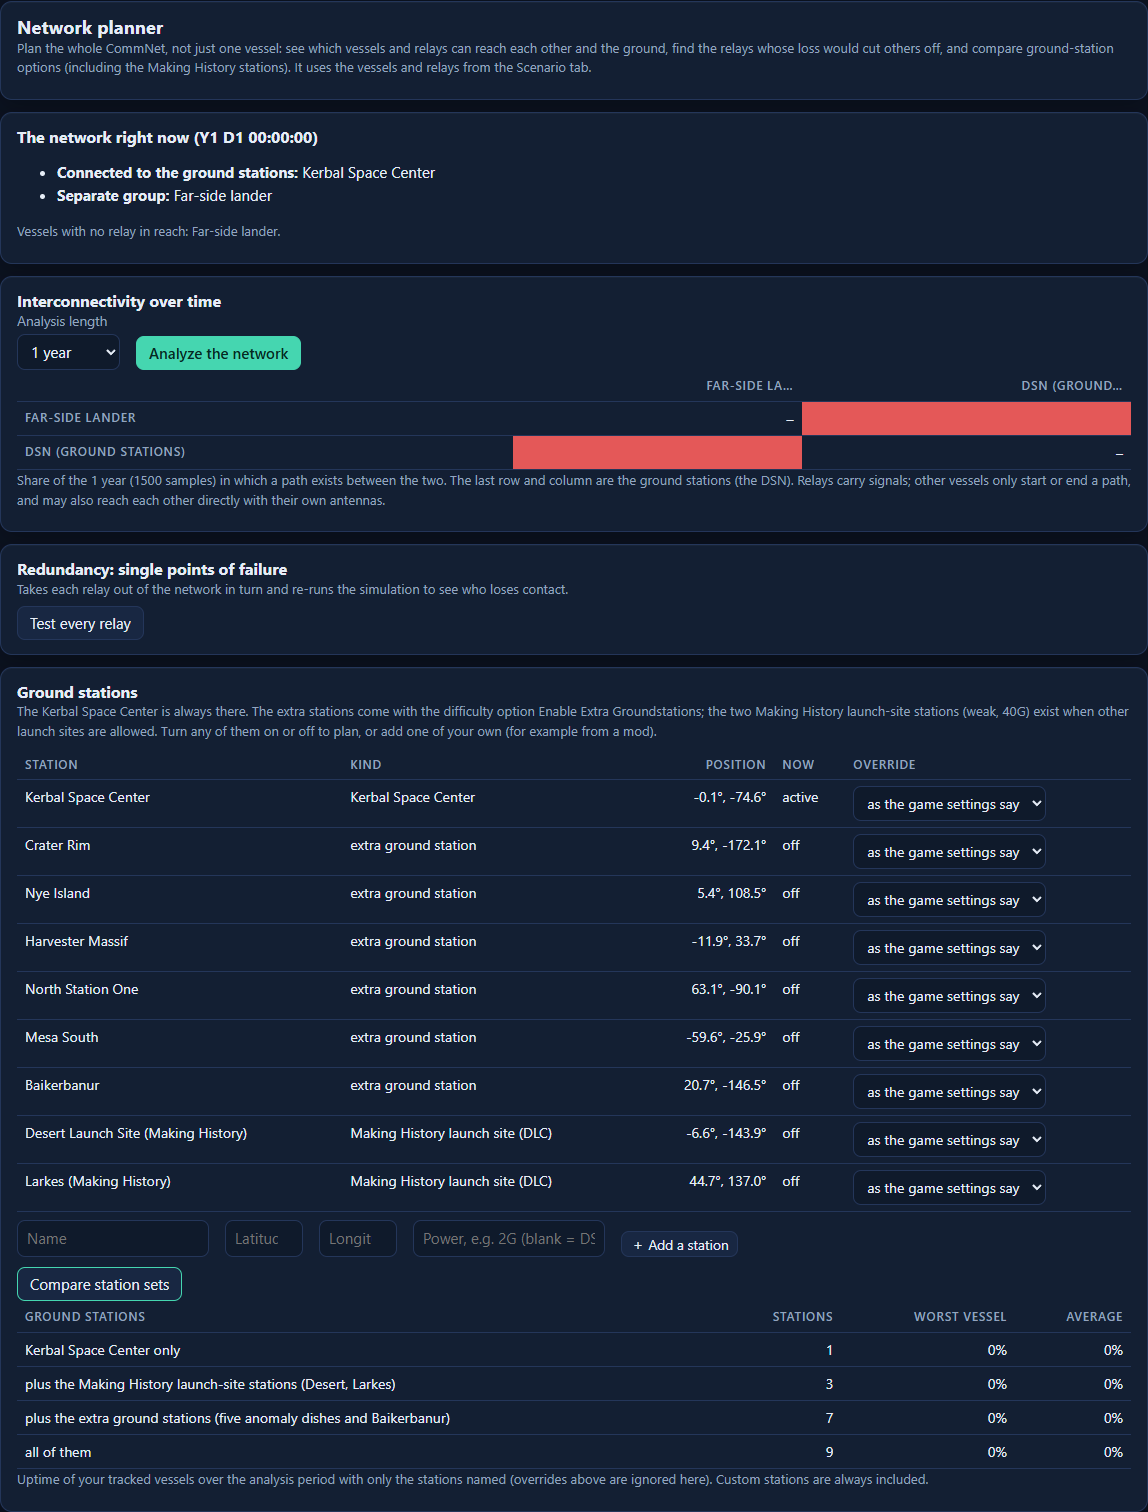 Network planner
Plan the whole CommNet, not just one vessel: see which vessels and relays can reach each other and the ground, find the relays whose loss would cut others off, and compare ground-station
options (including the Making History stations). It uses the vessels and relays from the Scenario tab.
The network right now (Y1 D1 00:00:00)
• Connected to the ground stations: Kerbal Space Center
• Separate group: Far-side lander
Vessels with no relay in reach: Far-side lander.
Interconnectivity over time
Analysis length
1 year Analyze the network
FAR-SIDE LA... DSN (GROUND...
FAR-SIDE LANDER –
DSN (GROUND STATIONS) –
Share of the 1 year (1500 samples) in which a path exists between the two. The last row and column are the ground stations (the DSN). Relays carry signals; other vessels only start or end a path,
and may also reach each other directly with their own antennas.
Redundancy: single points of failure
Takes each relay out of the network in turn and re-runs the simulation to see who loses contact.
Test every relay
Ground stations
The Kerbal Space Center is always there. The extra stations come with the difficulty option Enable Extra Groundstations; the two Making History launch-site stations (weak, 40G) exist when other
launch sites are allowed. Turn any of them on or off to plan, or add one of your own (for example from a mod).
STATION KIND POSITION NOW OVERRIDE
Kerbal Space Center Kerbal Space Center -0.1°, -74.6° active as the game settings say
Crater Rim extra ground station 9.4°, -172.1° off as the game settings say
Nye Island extra ground station 5.4°, 108.5° off as the game settings say
Harvester Massif extra ground station -11.9°, 33.7° off as the game settings say
North Station One extra ground station 63.1°, -90.1° off as the game settings say
Mesa South extra ground station -59.6°, -25.9° off as the game settings say
Baikerbanur extra ground station 20.7°, -146.5° off as the game settings say
Desert Launch Site (Making History) Making History launch site (DLC) -6.6°, -143.9° off as the game settings say
Larkes (Making History) Making History launch site (DLC) 44.7°, 137.0° off as the game settings say
Name Latituc Longit Power, e.g. 2G (blank = DS + Add a station
Compare station sets
GROUND STATIONS STATIONS WORST VESSEL AVERAGE
Kerbal Space Center only 1 0% 0%
plus the Making History launch-site stations (Desert, Larkes) 3 0% 0%
plus the extra ground stations (five anomaly dishes and Baikerbanur) 7 0% 0%
all of them 9 0% 0%
Uptime of your tracked vessels over the analysis period with only the stations named (overrides above are ignored here). Custom stations are always included.